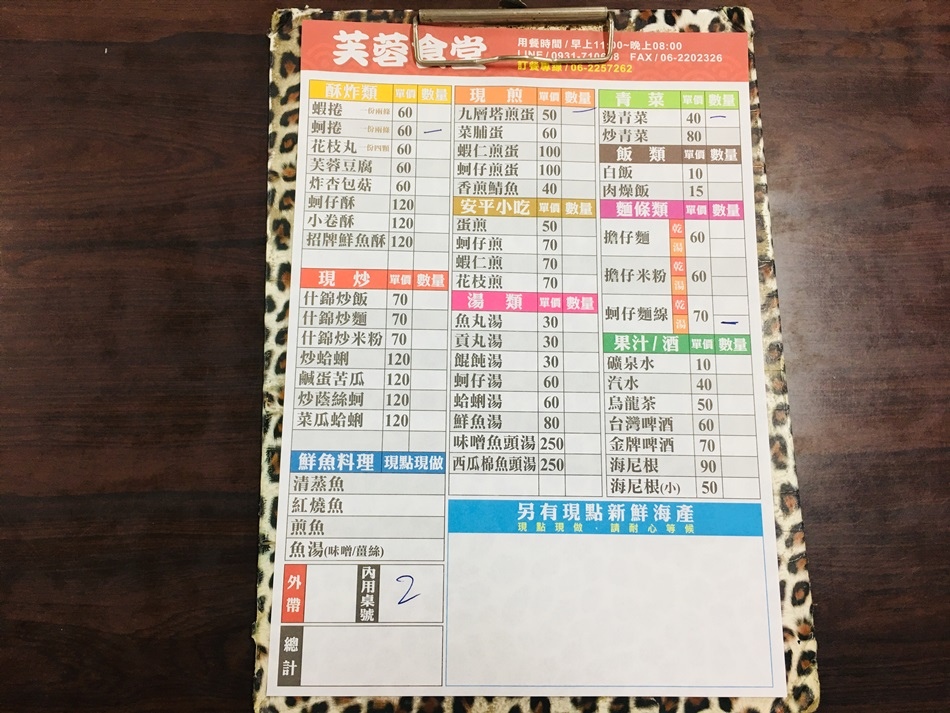 芙蓉食堂
用餐時間/早上11:00~晚上08:00
FAX/06-2202326
訂餐專線/06-2257262
酥炸類 單價 數量
蝦捲 一份兩條 60
蚵捲 一份兩條 60 一
花枝丸 一份四顆 60
芙蓉豆腐 60
炸杏包菇 60
蚵仔酥 120
小卷酥 120
招牌鮮魚酥 120
現炒 單價 數量
什錦炒飯 70
什錦炒麵 70
什錦炒米粉 70
炒蛤蜊 120
鹹蛋苦瓜 120
炒蔭絲蚵 120
菜瓜蛤蜊 120
鮮魚料理 現點現做
清蒸魚
紅燒魚
煎魚
魚湯(味噌/薑絲)
外帶
內用桌號 2
總計
現煎 單價 數量
九層塔煎蛋 50 一
菜脯蛋 60
蝦仁煎蛋 100
蚵仔煎蛋 100
香煎鯖魚 40
安平小吃 單價 數量
蛋煎 50
蚵仔煎 70
蝦仁煎 70
花枝煎 70
湯類 單價 數量
魚丸湯 30
貢丸湯 30
餛飩湯 30
蚵仔湯 60
蛤蜊湯 60
鮮魚湯 80
味噌魚頭湯 250
西瓜棉魚頭湯 250
青菜 單價 數量
燙青菜 40 一
炒青菜 80
飯類 單價 數量
白飯 10
肉燥飯 15
麵條類 單價 數量
擔仔麵 乾 湯 60
擔仔米粉 乾 湯 60
蚵仔麵線 乾 湯 70 一
果汁/酒 單價 數量
礦泉水 10
汽水 40
烏龍茶 50
台灣啤酒 60
金牌啤酒 70
海尼根 90
海尼根(小) 50
另有現點新鮮海產
現點現做．請耐心等候